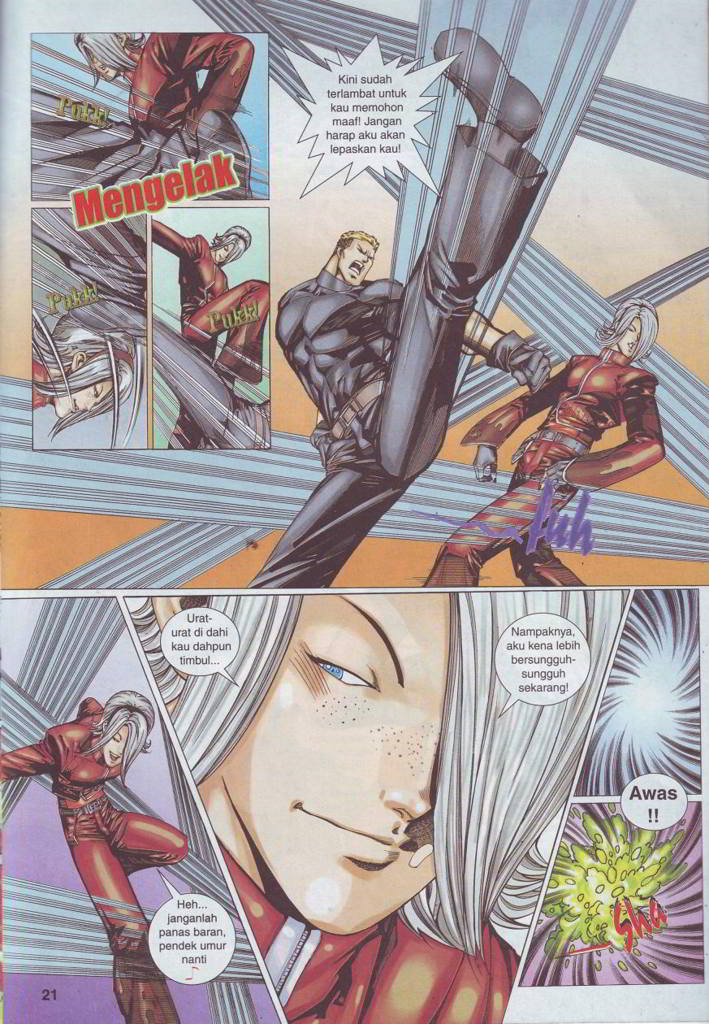 Pukk!
Mengelak
Pukk!
Pukk!
Kini sudah
terlambat untuk
kau memohon
maaf! Jangan
harap aku akan
lepaskan kau!
fuh
Heh...
janganlah
panas baran,
pendek umur
nanti
Urat-
urat di dahi
kau dahpun
timbul...
Nampaknya,
aku kena lebih
bersungguh-
sungguh
sekarang!
Awas
!!
Sha
21